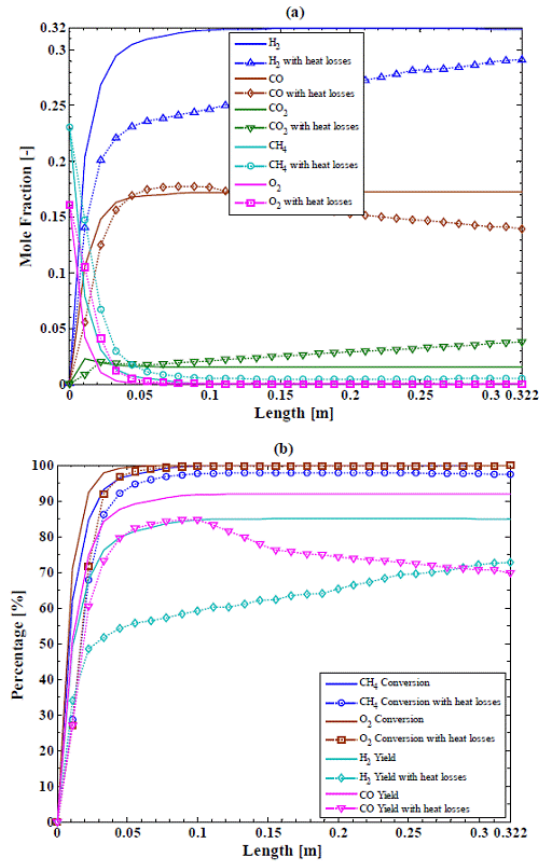 (a)
0.32
0.25
0.2
0.15
0.1
0.05
0
Mole Fraction [-]
H2
H2 with heat losses
CO
CO with heat losses
CO2
CO2 with heat losses
CH4
CH4 with heat losses
O2
O2 with heat losses
0 0.05 0.1 0.15 0.2 0.25 0.3 0.322
Length [m]
(b)
100
90
80
70
60
50
40
30
20
10
0
Percentage [%]
CH4 Conversion
CH4 Conversion with heat losses
O2 Conversion
O2 Conversion with heat losses
H2 Yield
H2 Yield with heat losses
CO Yield
CO Yield with heat losses
0 0.05 0.1 0.15 0.2 0.25 0.3 0.322
Length [m]